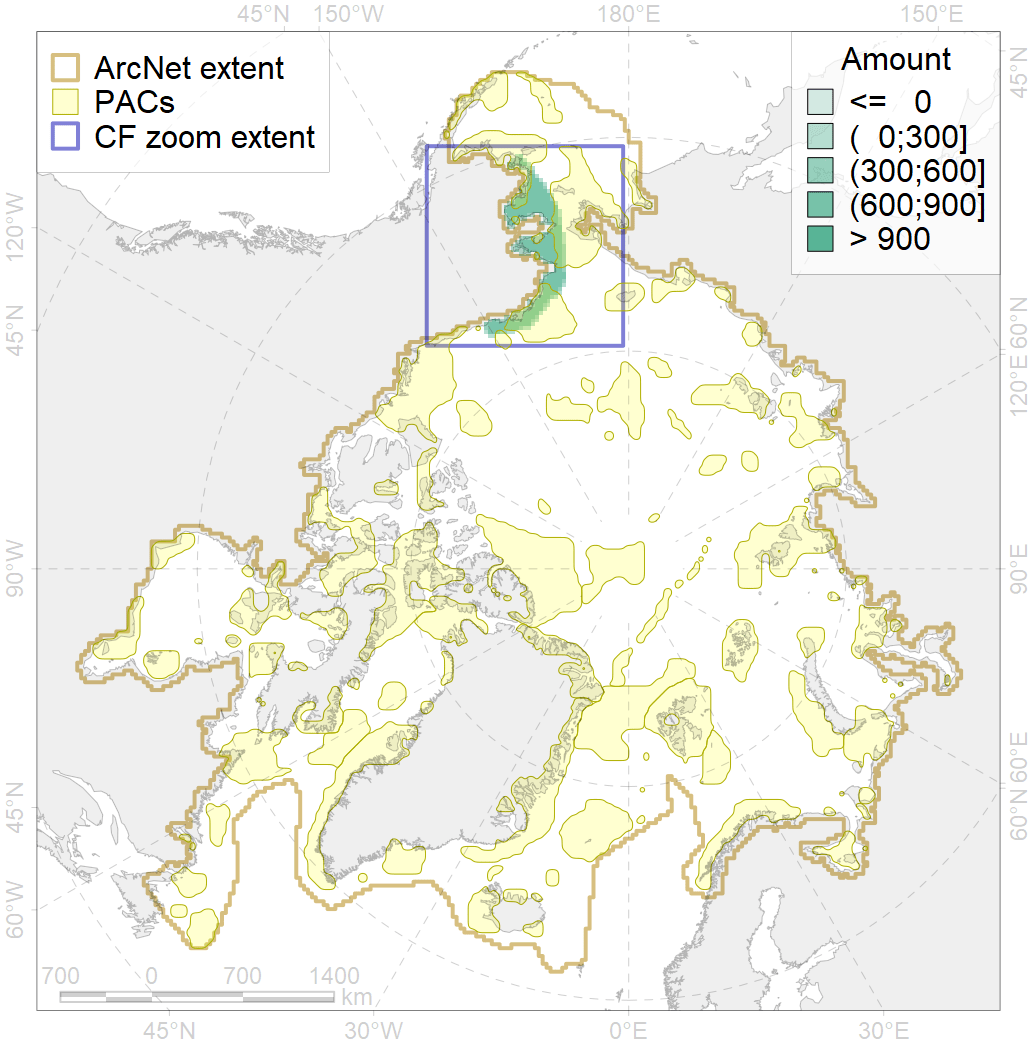 45°N 150°W 180°E 150°E
ArcNet extent
PACs
CF zoom extent
Amount
<= 0
( 0;300]
(300;600]
(600;900]
> 900
45°N
120°W
45°N
60°N
120°E
90°W
90°E
45°N
60°E
60°N
60°W
700 0 700 1400
km
45°N 30°W 0°E 30°E